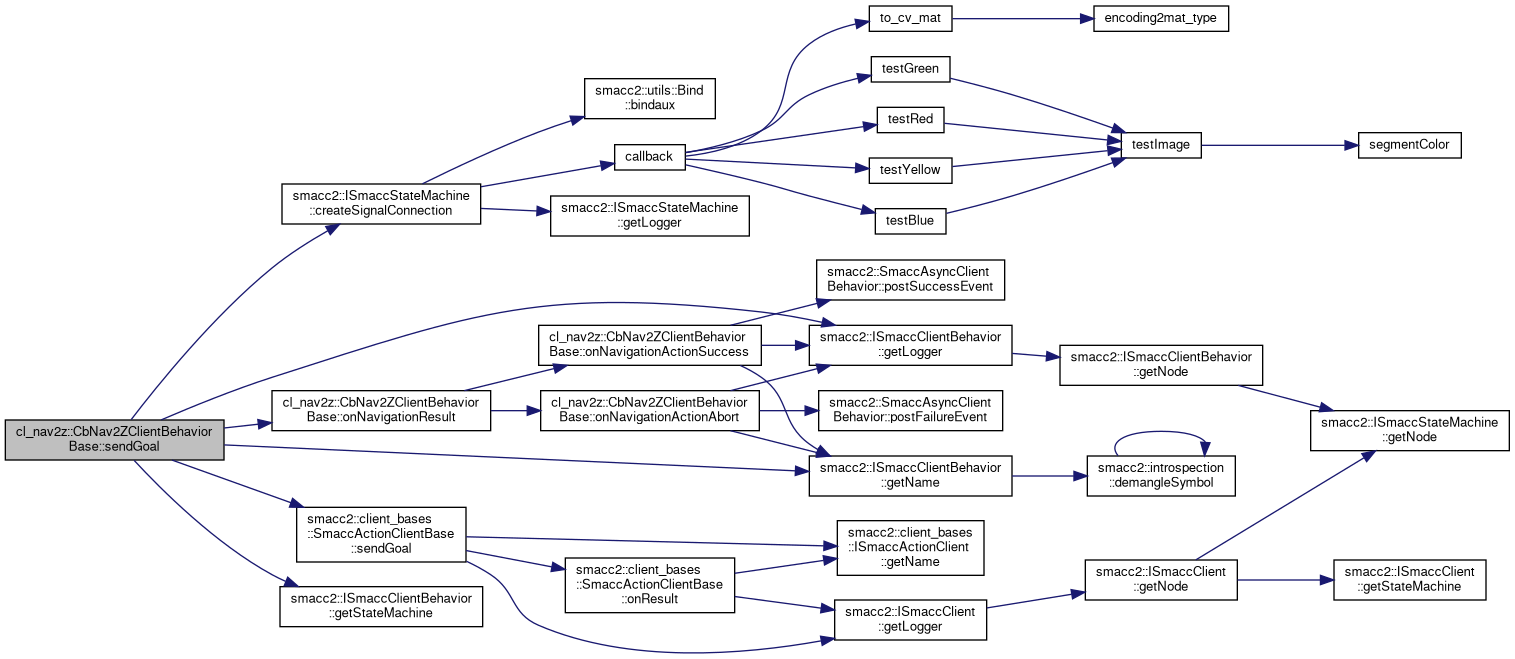 cl_nav2z::CbNav2ZClientBehavior
Base::sendGoal
smacc2::ISmaccStateMachine
::createSignalConnection
smacc2::utils::Bind
::bindaux
callback
to_cv_mat
encoding2mat_type
testGreen
testRed
testYellow
testBlue
testImage
segmentColor
smacc2::ISmaccStateMachine
::getLogger
cl_nav2z::CbNav2ZClientBehavior
Base::onNavigationResult
cl_nav2z::CbNav2ZClientBehavior
Base::onNavigationActionSuccess
cl_nav2z::CbNav2ZClientBehavior
Base::onNavigationActionAbort
smacc2::SmaccAsyncClient
Behavior::postSuccessEvent
smacc2::ISmaccClientBehavior
::getLogger
smacc2::SmaccAsyncClient
Behavior::postFailureEvent
smacc2::ISmaccClientBehavior
::getName
smacc2::ISmaccClientBehavior
::getNode
smacc2::ISmaccStateMachine
::getNode
smacc2::introspection
::demangleSymbol
smacc2::client_bases
::SmaccActionClientBase
::sendGoal
smacc2::client_bases
::SmaccActionClientBase
::onResult
smacc2::client_bases
::ISmaccActionClient
::getName
smacc2::ISmaccClient
::getLogger
smacc2::ISmaccClient
::getNode
smacc2::ISmaccClient
::getStateMachine
smacc2::ISmaccClientBehavior
::getStateMachine